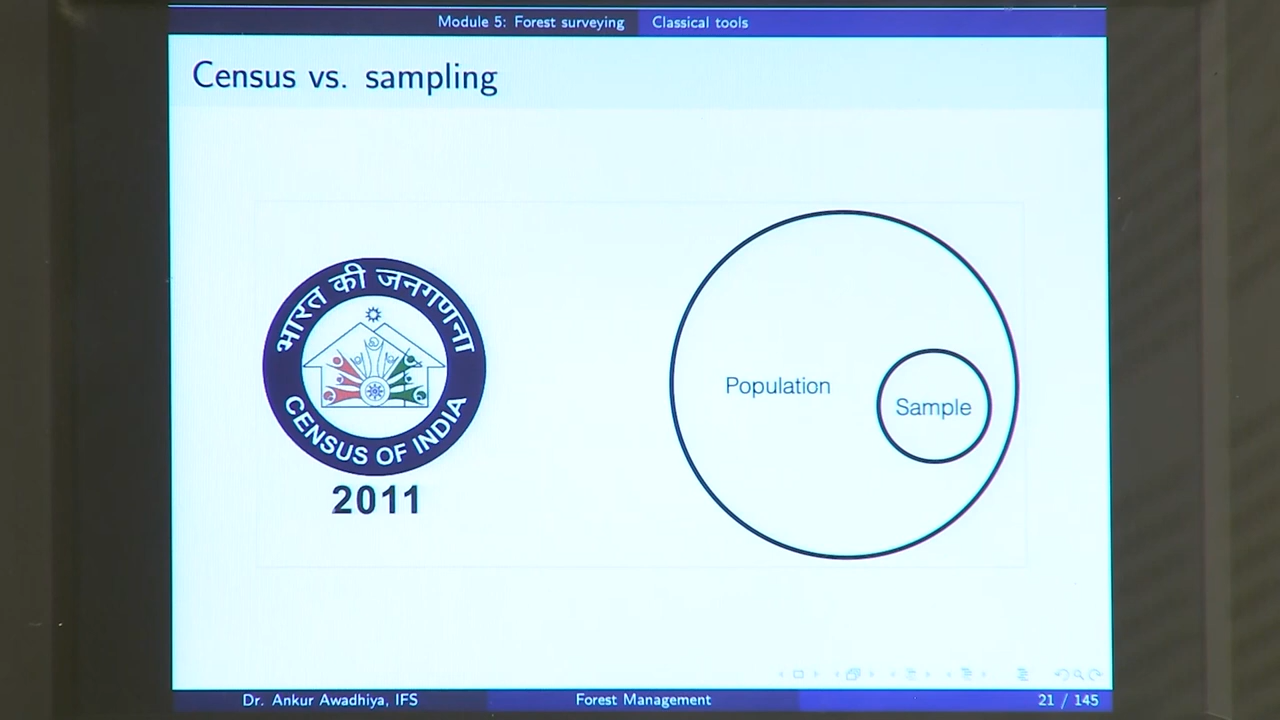 Module 5: Forest surveying Classical tools
Census vs. sampling
भारत की जनगणना
CENSUS OF INDIA
2011
Population
Sample
Dr. Ankur Awadhiya, IFS Forest Management 21 / 145